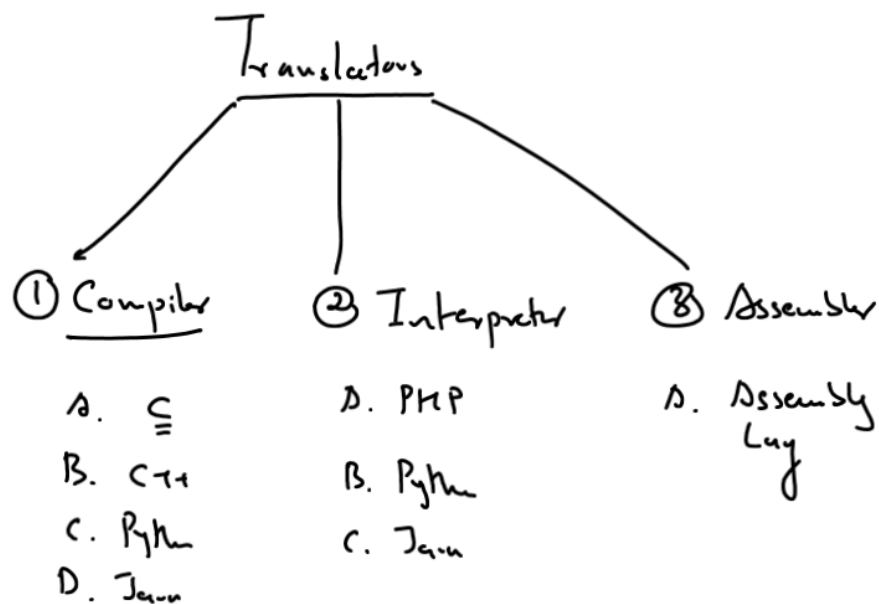 Translators
① Compiler
② Interpreter
③ Assembler
A. C
B. C++
C. Python
D. Java
A. PHP
B. Python
C. Java
A. Assembly
Lang